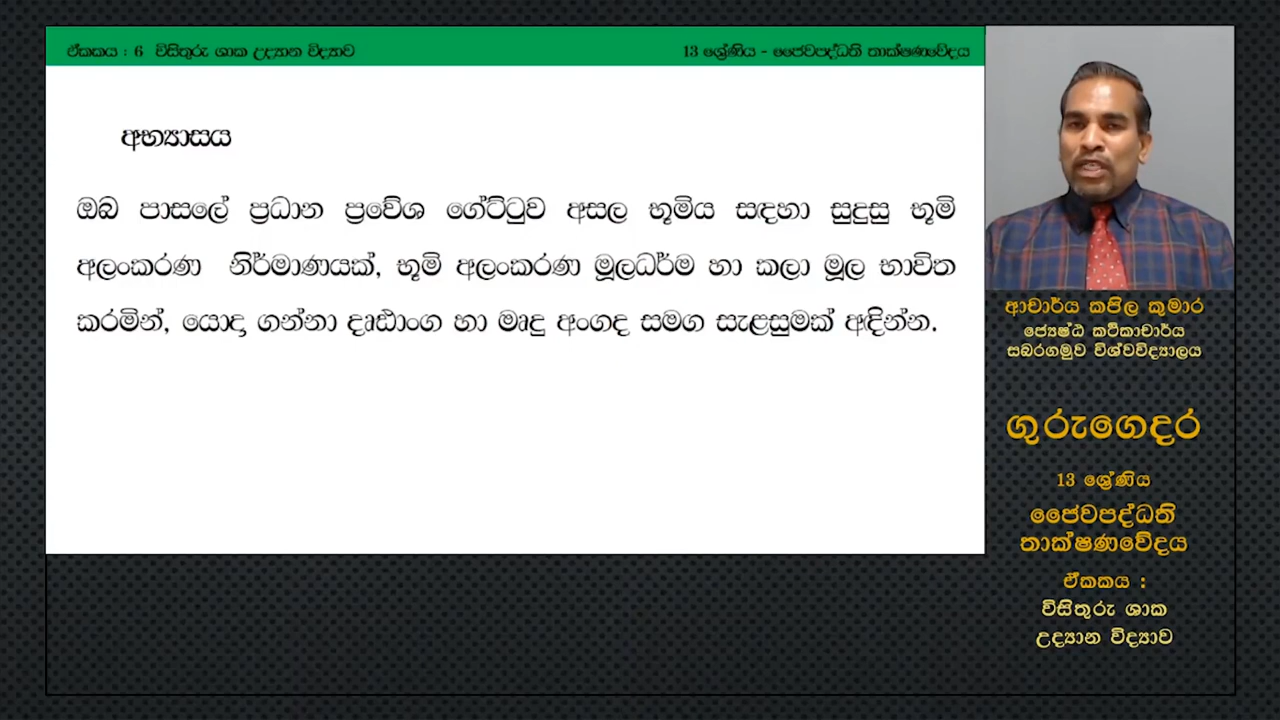 ඒකකය : 6 විසිතුරු ශාක උද්‍යාන විද්‍යාව
13 ශ්‍රේණිය - ජෛවපද්ධති තාක්ෂණවේදය
අභ්‍යාසය
ඔබ පාසලේ ප්‍රධාන ප්‍රවේශ ගේට්ටුව අසල භූමිය සඳහා සුදුසු භූමි
අලංකරණ නිර්මාණයක්, භූමි අලංකරණ මූලධර්ම හා කලා මූල භාවිත
කරමින්, යොදා ගන්නා දෘඪාංග හා මෘදු අංගද සමග සැළසුමක් අඳින්න.
ආචාර්ය කපිල කුමාර
ජ්‍යෙෂ්ඨ කථිකාචාර්ය
සබරගමුව විශ්වවිද්‍යාලය
ගුරුගෙදර
13 ශ්‍රේණිය
ජෛවපද්ධති
තාක්ෂණවේදය
ඒකකය :
විසිතුරු ශාක
උද්‍යාන විද්‍යාව